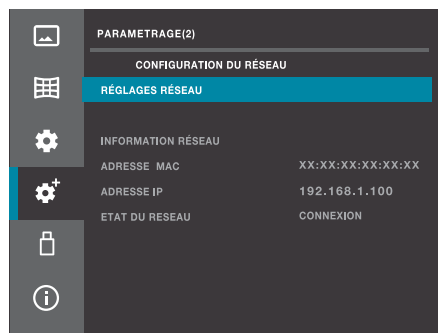 PARAMETRAGE(2)
CONFIGURATION DU RÉSEAU
RÉGLAGES RÉSEAU
INFORMATION RÉSEAU
ADRESSE MAC XX:XX:XX:XX:XX:XX
ADRESSE IP 192.168.1.100
ETAT DU RESEAU CONNEXION